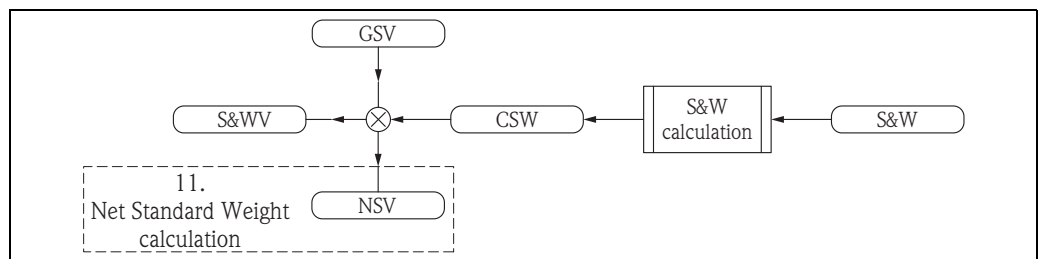 GSV
S&WV
CSW
S&W
calculation
S&W
11.
Net Standard Weight
calculation
NSV